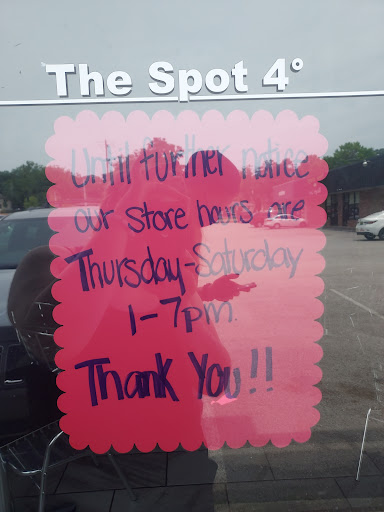 The Spot 4°
Until further notice
our store hours are
Thursday-Saturday
1-7pm.
Thank You!!